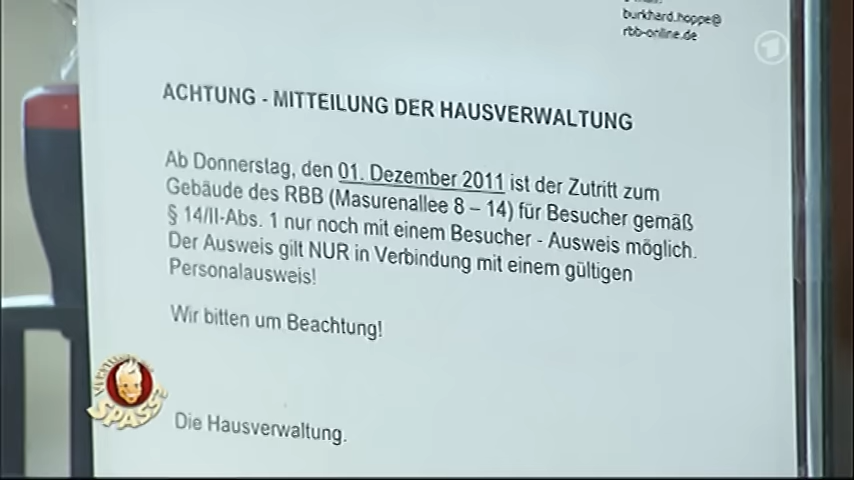 burkhard.hoppe@
rbb-online.de
ACHTUNG - MITTEILUNG DER HAUSVERWALTUNG
Ab Donnerstag, den 01. Dezember 2011 ist der Zutritt zum
Gebäude des RBB (Masurenallee 8 – 14) für Besucher gemäß
§ 14/II-Abs. 1 nur noch mit einem Besucher - Ausweis möglich.
Der Ausweis gilt NUR in Verbindung mit einem gültigen
Personalausweis!
Wir bitten um Beachtung!
Die Hausverwaltung.
SPASS?
1